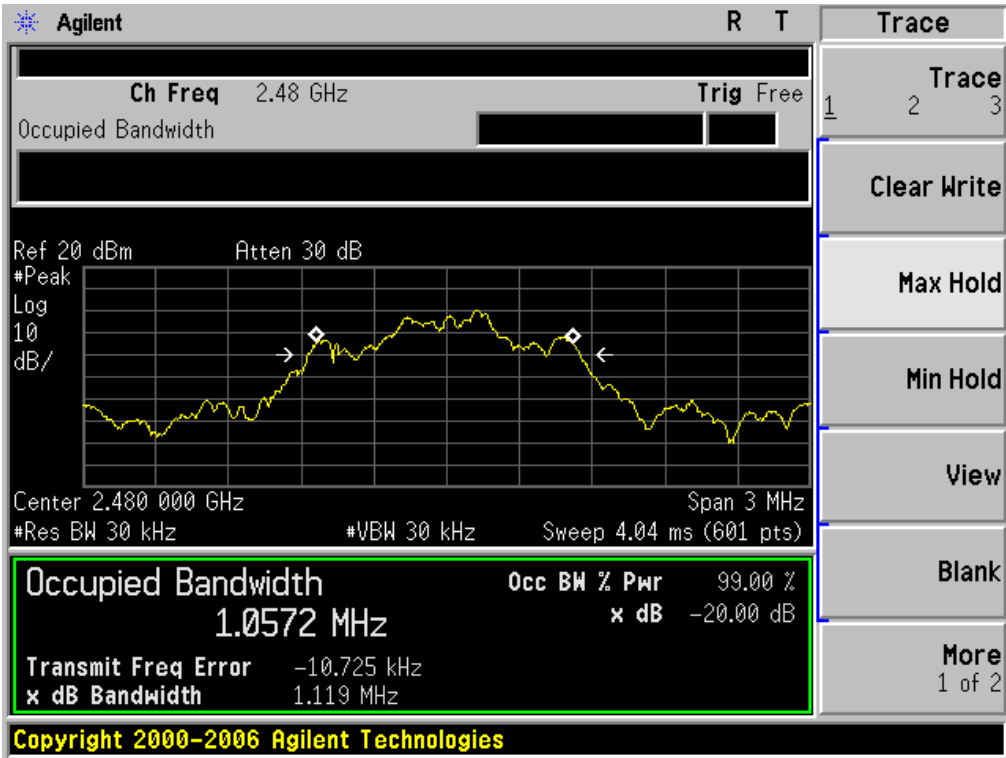 Agilent R T
Ch Freq 2.48 GHz Trig Free
Occupied Bandwidth
Ref 20 dBm Atten 30 dB
#Peak
Log
10
dB/
Center 2.480 000 GHz Span 3 MHz
#Res BW 30 kHz #VBW 30 kHz Sweep 4.04 ms (601 pts)
Occupied Bandwidth
1.0572 MHz
Occ BW % Pwr 99.00 %
x dB -20.00 dB
Transmit Freq Error -10.725 kHz
x dB Bandwidth 1.119 MHz
Copyright 2000-2006 Agilent Technologies
Trace
Trace
1 2 3
Clear Write
Max Hold
Min Hold
View
Blank
More
1 of 2